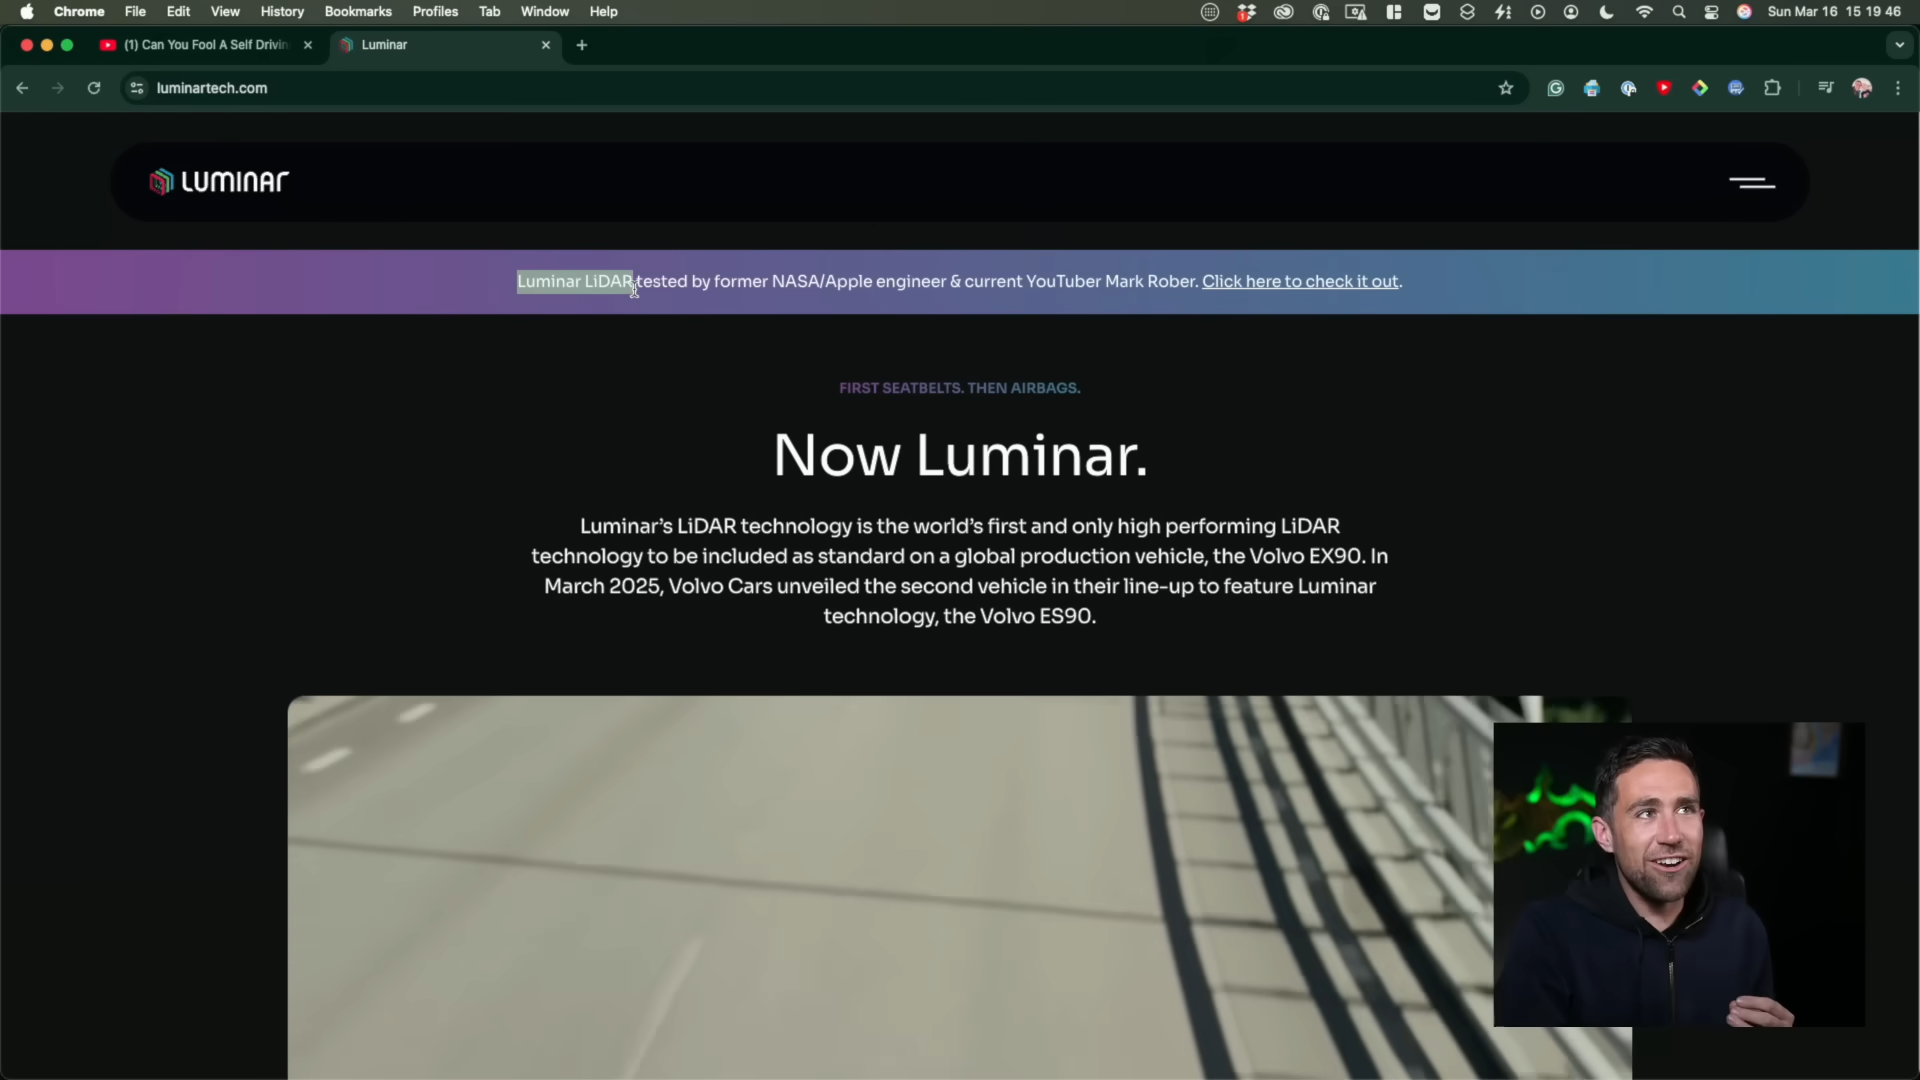 Chrome File Edit View History Bookmarks Profiles Tab Window Help
Sun Mar 16 15 19 46
(1) Can You Fool A Self Drivin
Luminar
luminartech.com
LUMINAR
Luminar LiDAR tested by former NASA/Apple engineer & current YouTuber Mark Rober. Click here to check it out.
FIRST SEATBELTS. THEN AIRBAGS.
Now Luminar.
Luminar’s LiDAR technology is the world’s first and only high performing LiDAR
technology to be included as standard on a global production vehicle, the Volvo EX90. In
March 2025, Volvo Cars unveiled the second vehicle in their line-up to feature Luminar
technology, the Volvo ES90.